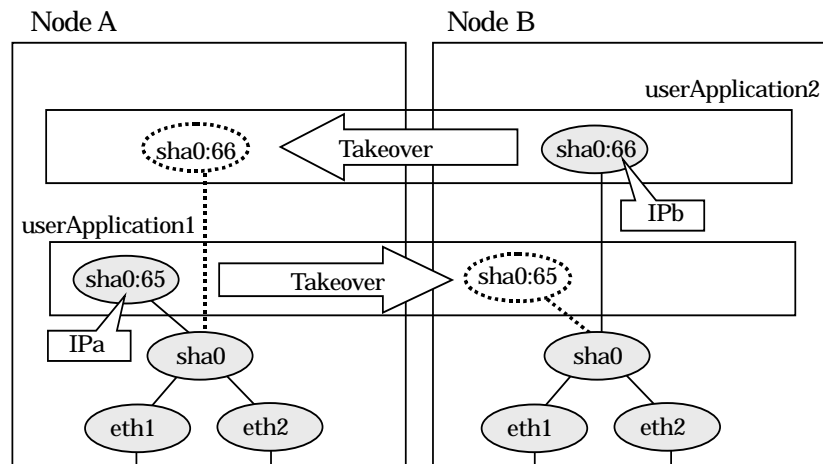 Node A
Node B
userApplication2
sha0:66
Takeover
sha0:66
IPb
userApplication1
sha0:65
Takeover
sha0:65
IPa
sha0
sha0
eth1
eth2
eth1
eth2